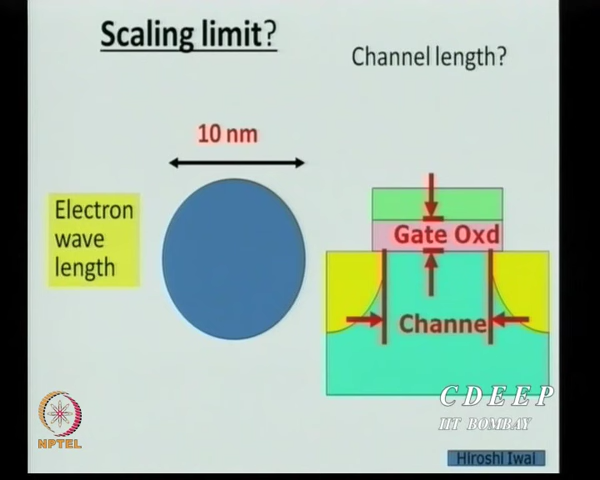 Scaling limit?
Channel length?
10 nm
Electron
wave
length
Gate Oxd
Channe
CDEEP
IIT BOMBAY
NPTEL
Hiroshi Iwai